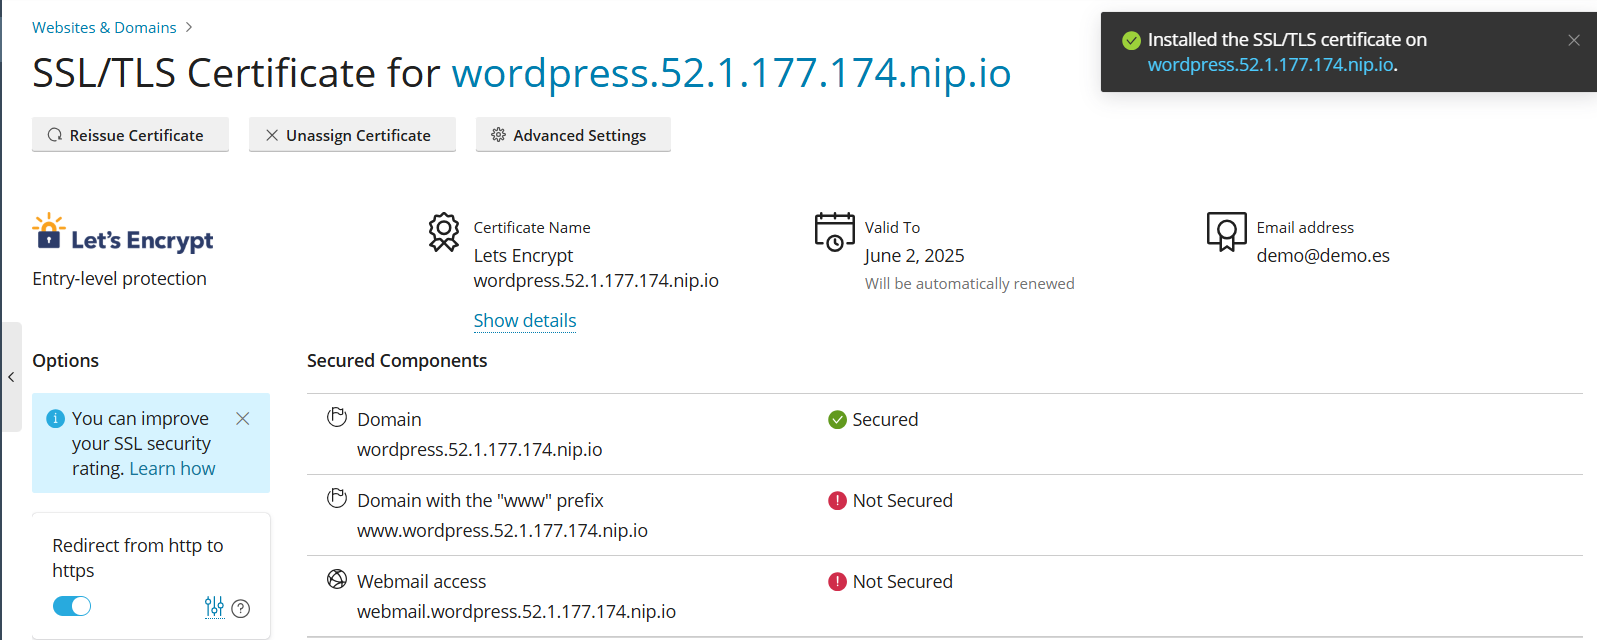 Websites & Domains >
SSL/TLS Certificate for wordpress.52.1.177.174.nip.io
Installed the SSL/TLS certificate on
wordpress.52.1.177.174.nip.io.
Reissue Certificate
Unassign Certificate
Advanced Settings
Let's Encrypt
Entry-level protection
Certificate Name
Lets Encrypt
wordpress.52.1.177.174.nip.io
Show details
Valid To
June 2, 2025
Will be automatically renewed
Email address
demo@demo.es
Options
You can improve
your SSL security
rating. Learn how
Redirect from http to
https
Secured Components
Domain
wordpress.52.1.177.174.nip.io
Secured
Domain with the "www" prefix
www.wordpress.52.1.177.174.nip.io
Not Secured
Webmail access
webmail.wordpress.52.1.177.174.nip.io
Not Secured